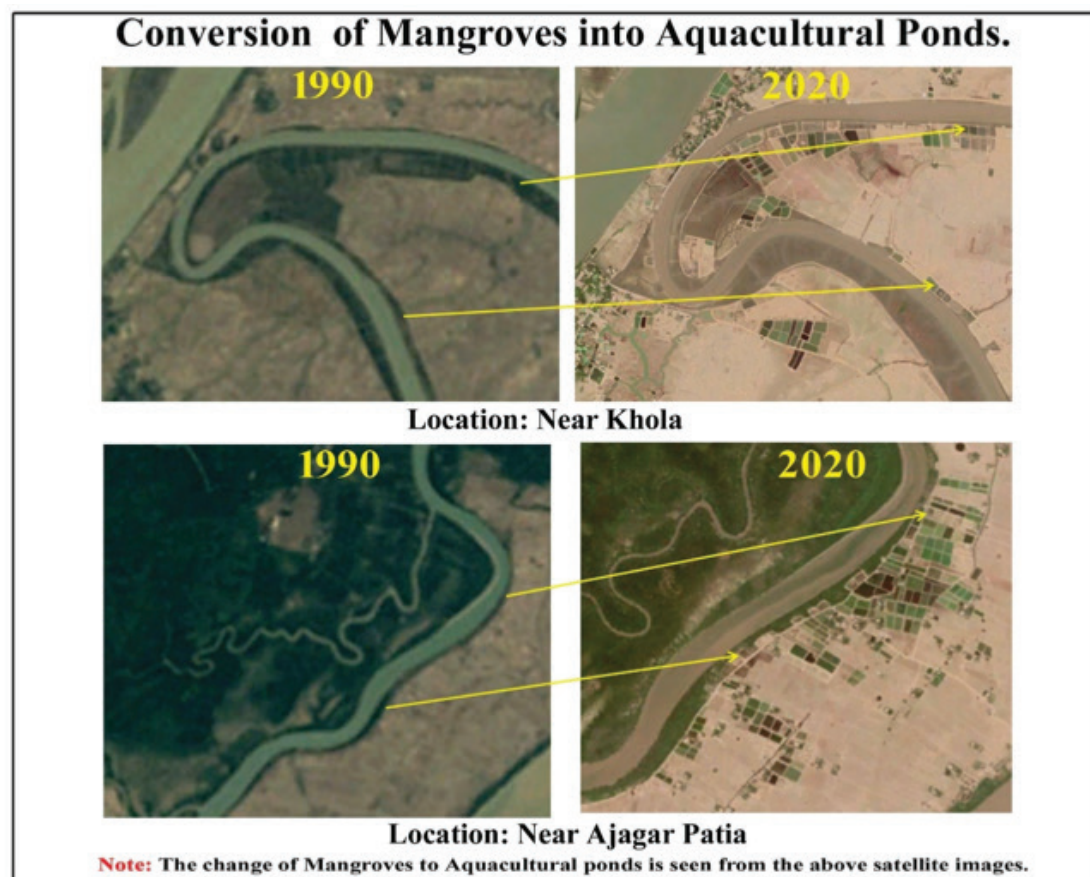 Conversion of Mangroves into Aquacultural Ponds.
1990
2020
Location: Near Khola
1990
2020
Location: Near Ajagar Patia
Note: The change of Mangroves to Aquacultural ponds is seen from the above satellite images.